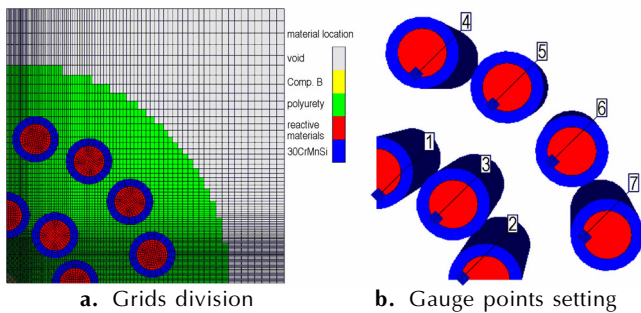 material location
void
Comp. B
polyurety
reactive
materials
30CrMnSi
4
5
6
1
3
7
2
a. Grids division
b. Gauge points setting